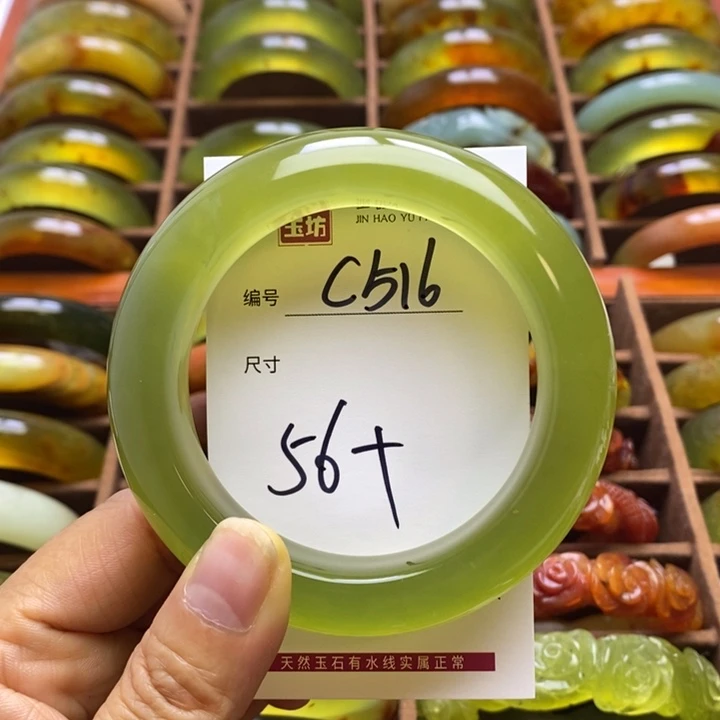 玉坊
JIN HAO YU
编号 C516
尺寸
56+
天然玉石有水线实属正常